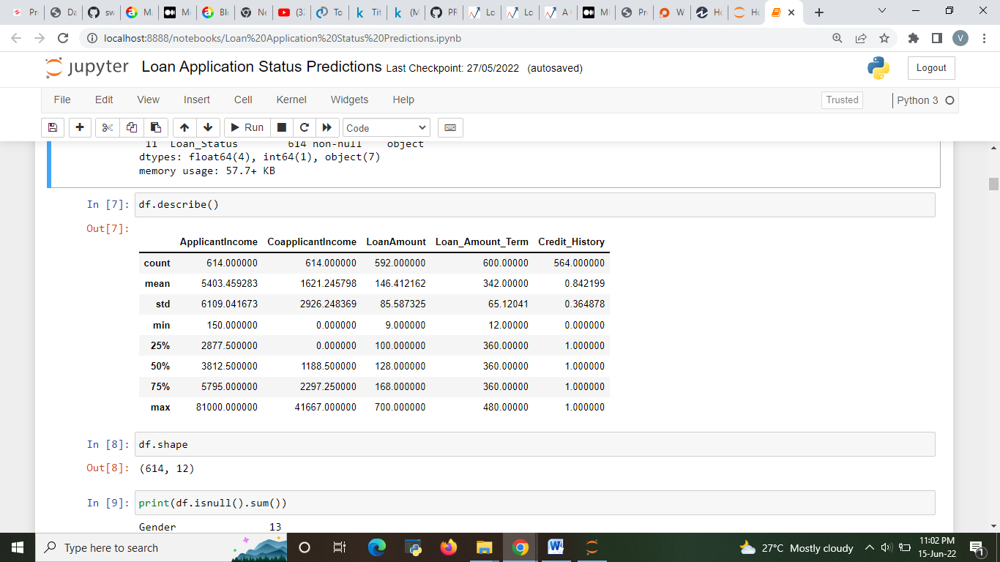 Pr
Da
sw
M
M
Bl
Ne
(3
To
Tit
(M
PR
Lo
Lo
A
MI
Pr
W
Ho
Ho
localhost:8888/notebooks/Loan%20Application%20Status%20Predictions.ipynb
V
jupyter Loan Application Status Predictions Last Checkpoint: 27/05/2022 (autosaved)
Logout
File Edit View Insert Cell Kernel Widgets Help
Trusted
Python 3
Run
Code
11 Loan_Status 614 non-null object
dtypes: float64(4), int64(1), object(7)
memory usage: 57.7+ KB
In [7]: df.describe()
Out[7]:
ApplicantIncome CoapplicantIncome LoanAmount Loan_Amount_Term Credit_History
count 614.000000 614.000000 592.000000 600.00000 564.000000
mean 5403.459283 1621.245798 146.412162 342.00000 0.842199
std 6109.041673 2926.248369 85.587325 65.12041 0.364878
min 150.000000 0.000000 9.000000 12.00000 0.000000
25% 2877.500000 0.000000 100.000000 360.00000 1.000000
50% 3812.500000 1188.500000 128.000000 360.00000 1.000000
75% 5795.000000 2297.250000 168.000000 360.00000 1.000000
max 81000.000000 41667.000000 700.000000 480.00000 1.000000
In [8]: df.shape
Out[8]: (614, 12)
In [9]: print(df.isnull().sum())
Gender 13
Type here to search
27°C Mostly cloudy
11:02 PM
15-Jun-22
1